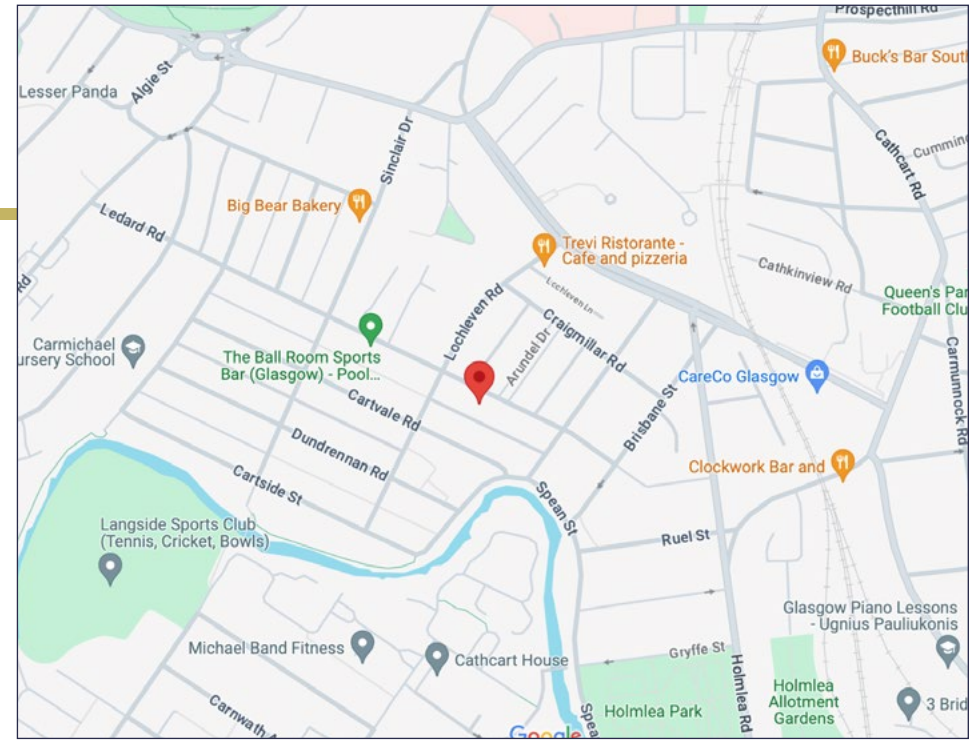 Prospecthill Rd
Buck's Bar South
Algie St
Lesser Panda
Sinclair Dr
Cathcart Rd
Big Bear Bakery
Ledard Rd
Trevi Ristorante -
Cafe and pizzeria
Cathkinview Rd
Rd
Lochleven Ln
Lochleven Rd
Queen's Par
Football Clu
Craigmillar Rd
Arundel Dr
Carmichael
ursery School
The Ball Room Sports
Bar (Glasgow) - Pool...
CareCo Glasgow
Carmunnock Rd
Cartvale Rd
Brisbane St
Dundrennan Rd
Clockwork Bar and
Cartside St
Spean St
Langside Sports Club
(Tennis, Cricket, Bowls)
Ruel St
Glasgow Piano Lessons
- Ugnius Pauliukonis
Michael Band Fitness
Cathcart House
Gryffe St
Holmlea Rd
Holmlea
Allotment
Gardens
Holmlea Park
Carnwath A
Spea
3 Brid
Google